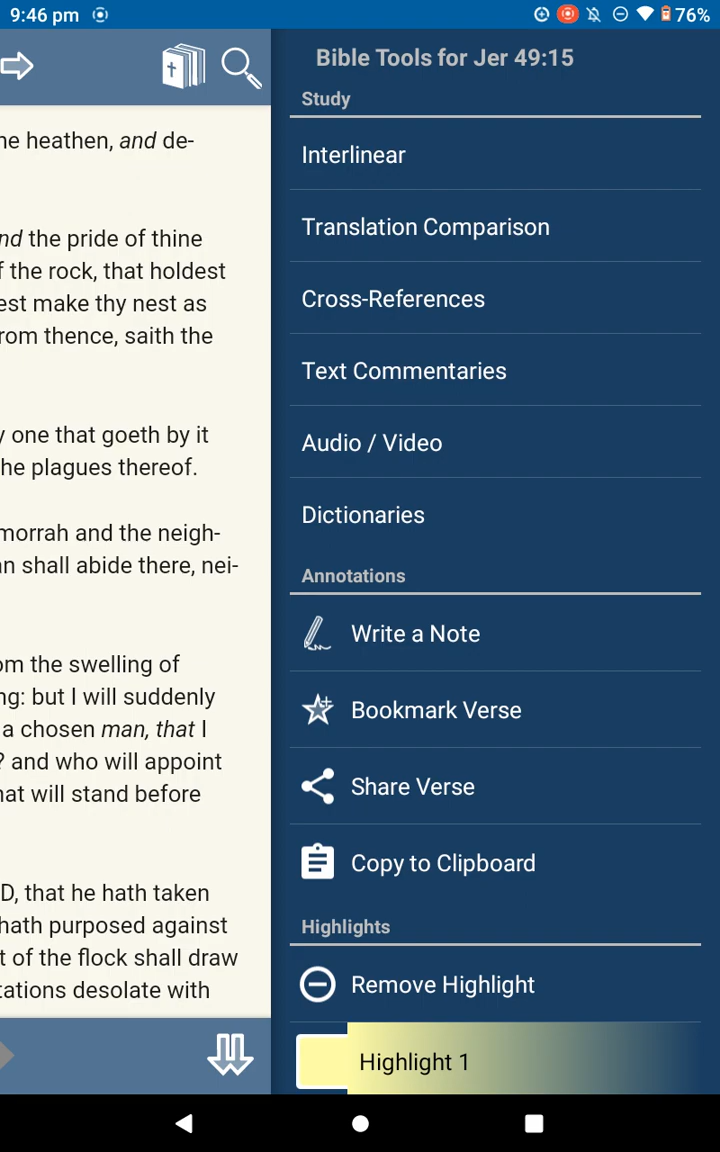 9:46 pm
76%
Bible Tools for Jer 49:15
Study
Interlinear
Translation Comparison
Cross-References
Text Commentaries
Audio / Video
Dictionaries
Annotations
Write a Note
Bookmark Verse
Share Verse
Copy to Clipboard
Highlights
Remove Highlight
Highlight 1
he heathen, and de-
nd the pride of thine
f the rock, that holdest
est make thy nest as
rom thence, saith the
y one that goeth by it
he plagues thereof.
morrah and the neigh-
n shall abide there, nei-
om the swelling of
ng: but I will suddenly
a chosen man, that I
? and who will appoint
hat will stand before
D, that he hath taken
hath purposed against
t of the flock shall draw
tations desolate with